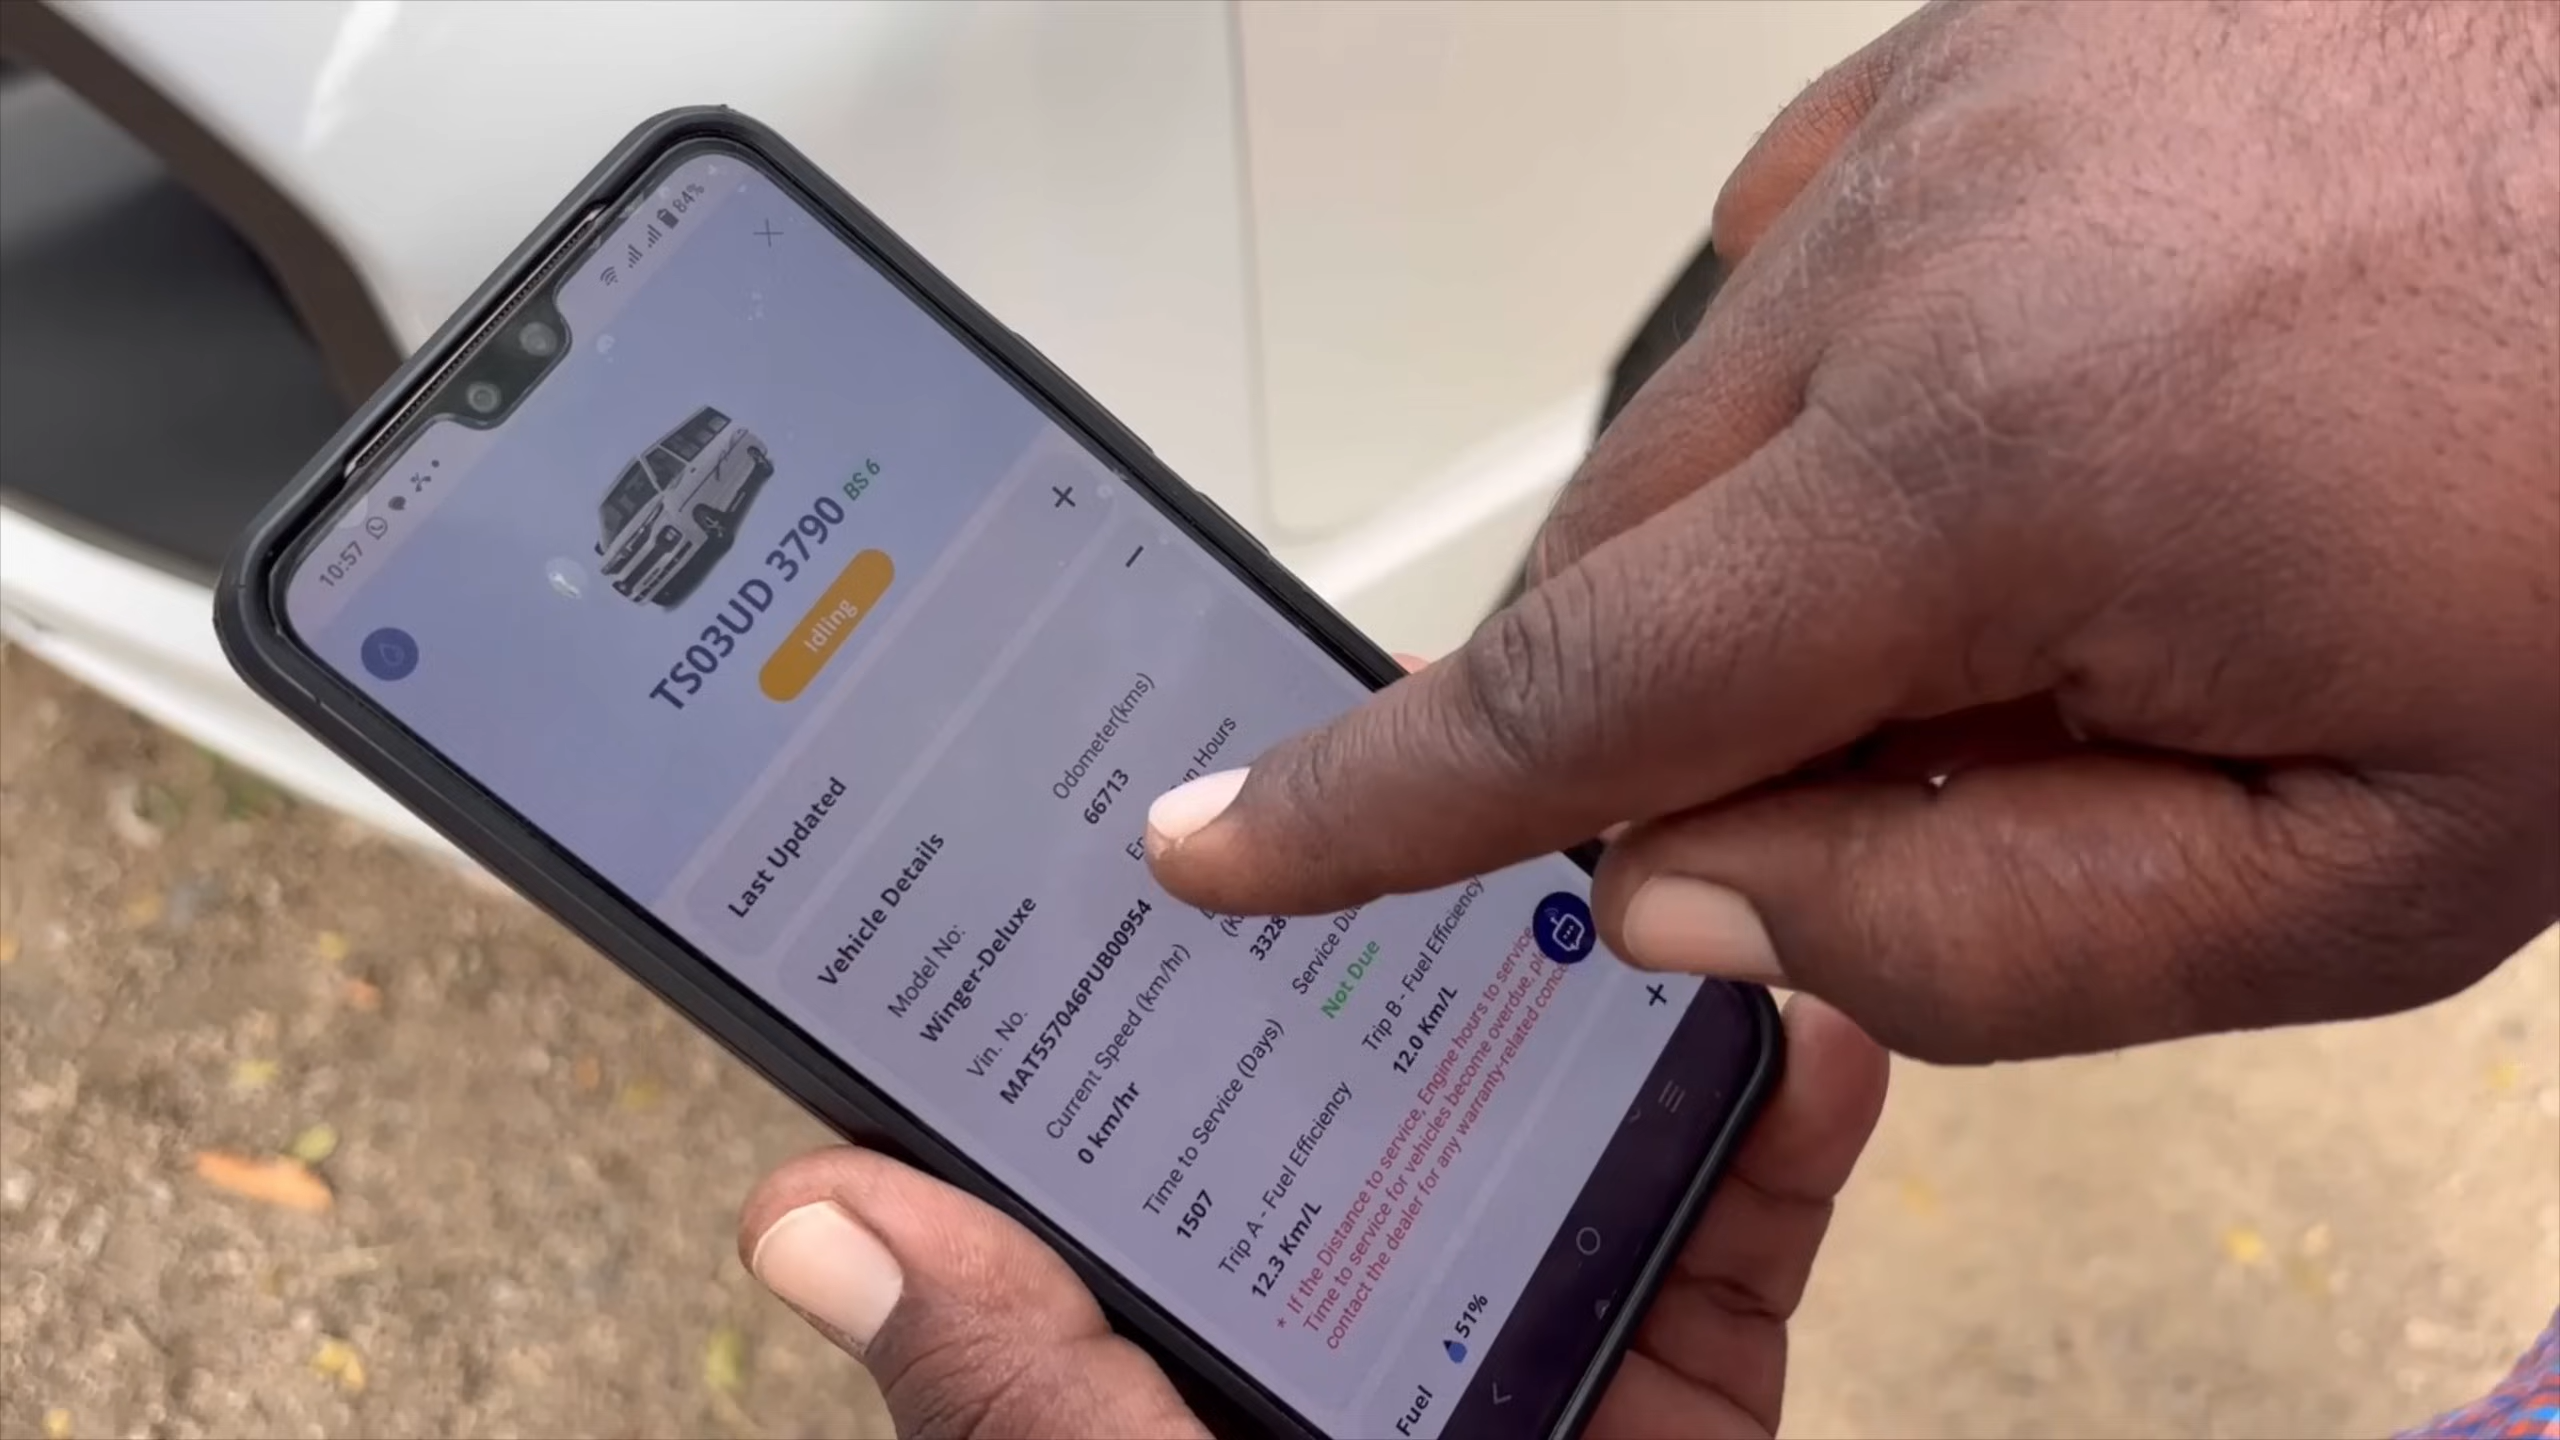 10:57
84%
TS03UD 3790 BS 6
Idling
Last Updated
Vehicle Details
Model No:
Winger-Deluxe
Odometer(kms)
66713
Vin. No.
MAT557046PUB00954
Hours
Current Speed (km/hr)
0 km/hr
3328
Time to Service (Days)
1507
Service
Not Due
Trip A - Fuel Efficiency
12.3 Km/L
Trip B - Fuel Efficiency
12.0 Km/L
* If the Distance to service, Engine hours to service,
Time to service for vehicles become overdue,
contact the dealer for any warranty-related
Fuel
51%